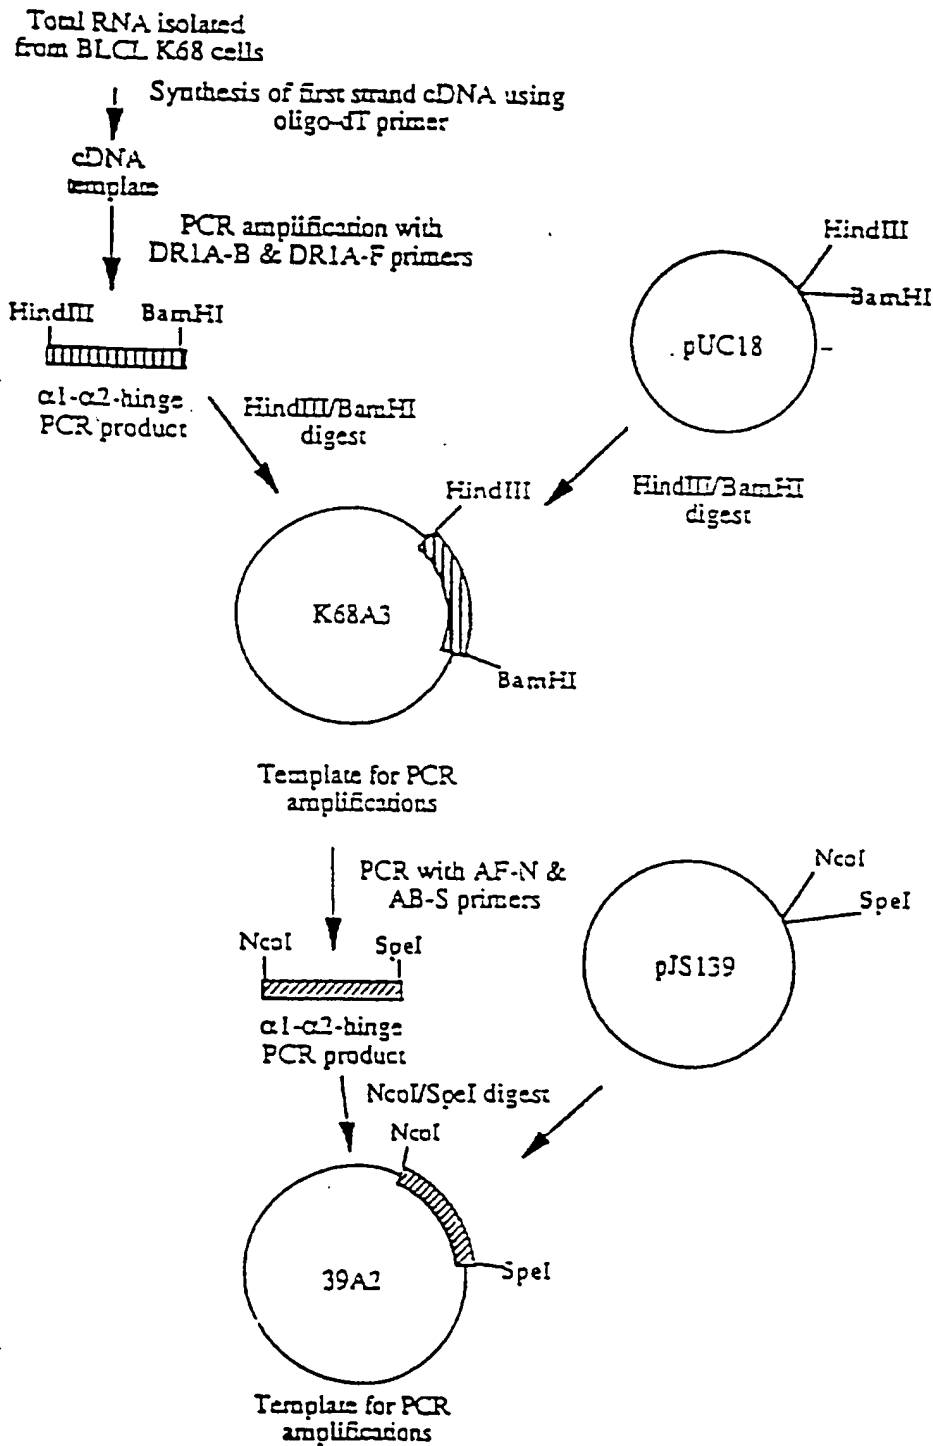 Total RNA isolated
from BLCL K68 cells
Synthesis of first strand cDNA using
oligo-dT primer
cDNA
template
PCR amplification with
DR1A-B & DR1A-F primers
HindIII
BamHI
α1-α2-hinge
PCR product
HindIII/BamHI
digest
HindIII
BamHI
pUC18
HindIII/BamHI
digest
HindIII
K68A3
BamHI
Template for PCR
amplifications
PCR with AF-N &
AB-S primers
NcoI
SpeI
α1-α2-hinge
PCR product
NcoI
SpeI
pJS139
NcoI/SpeI digest
NcoI
39A2
SpeI
Template for PCR
amplifications